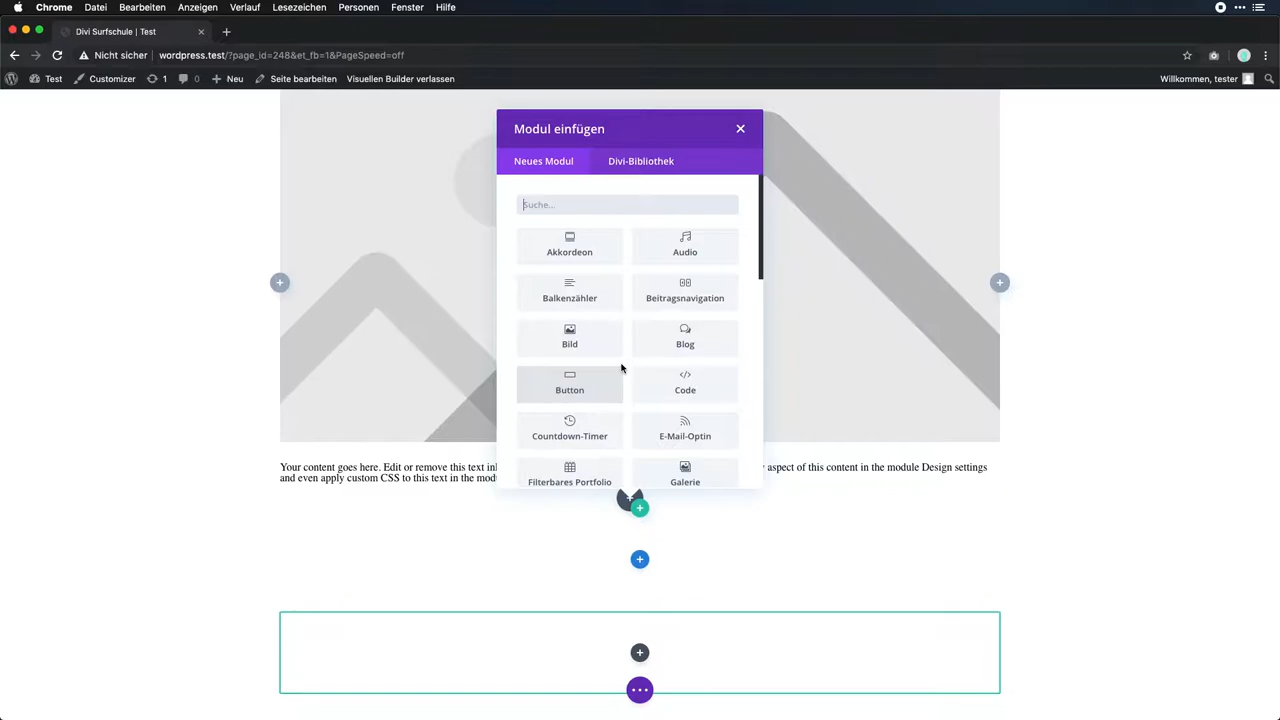 Chrome Datei Bearbeiten Anzeigen Verlauf Lesezeichen Personen Fenster Hilfe
Divi Surfschule | Test
Nicht sicher wordpress.test/?page_id=248&et_fb=1&PageSpeed=off
Test Customizer 1 0 Neu Seite bearbeiten Visuellen Builder verlassen Willkommen, tester
Modul einfügen
Neues Modul Divi-Bibliothek
Suche...
Akkordeon Audio
Balkenzähler Beitragsnavigation
Bild Blog
Button Code
Countdown-Timer E-Mail-Optin
Filterbares Portfolio Galerie
Your content goes here. Edit or remove this text aspect of this content in the module Design settings
and even apply custom CSS to this text in the